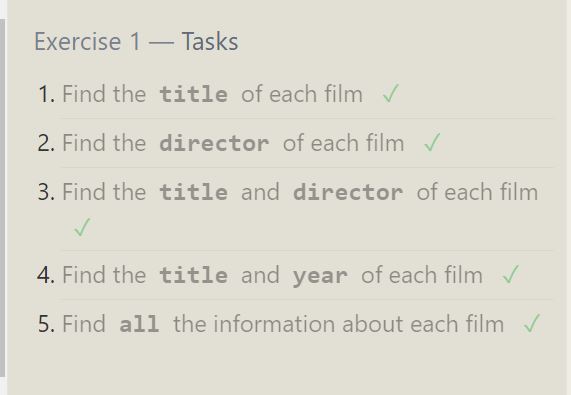 Exercise 1 — Tasks
1. Find the title of each film ✓
2. Find the director of each film ✓
3. Find the title and director of each film
✓
4. Find the title and year of each film ✓
5. Find all the information about each film ✓